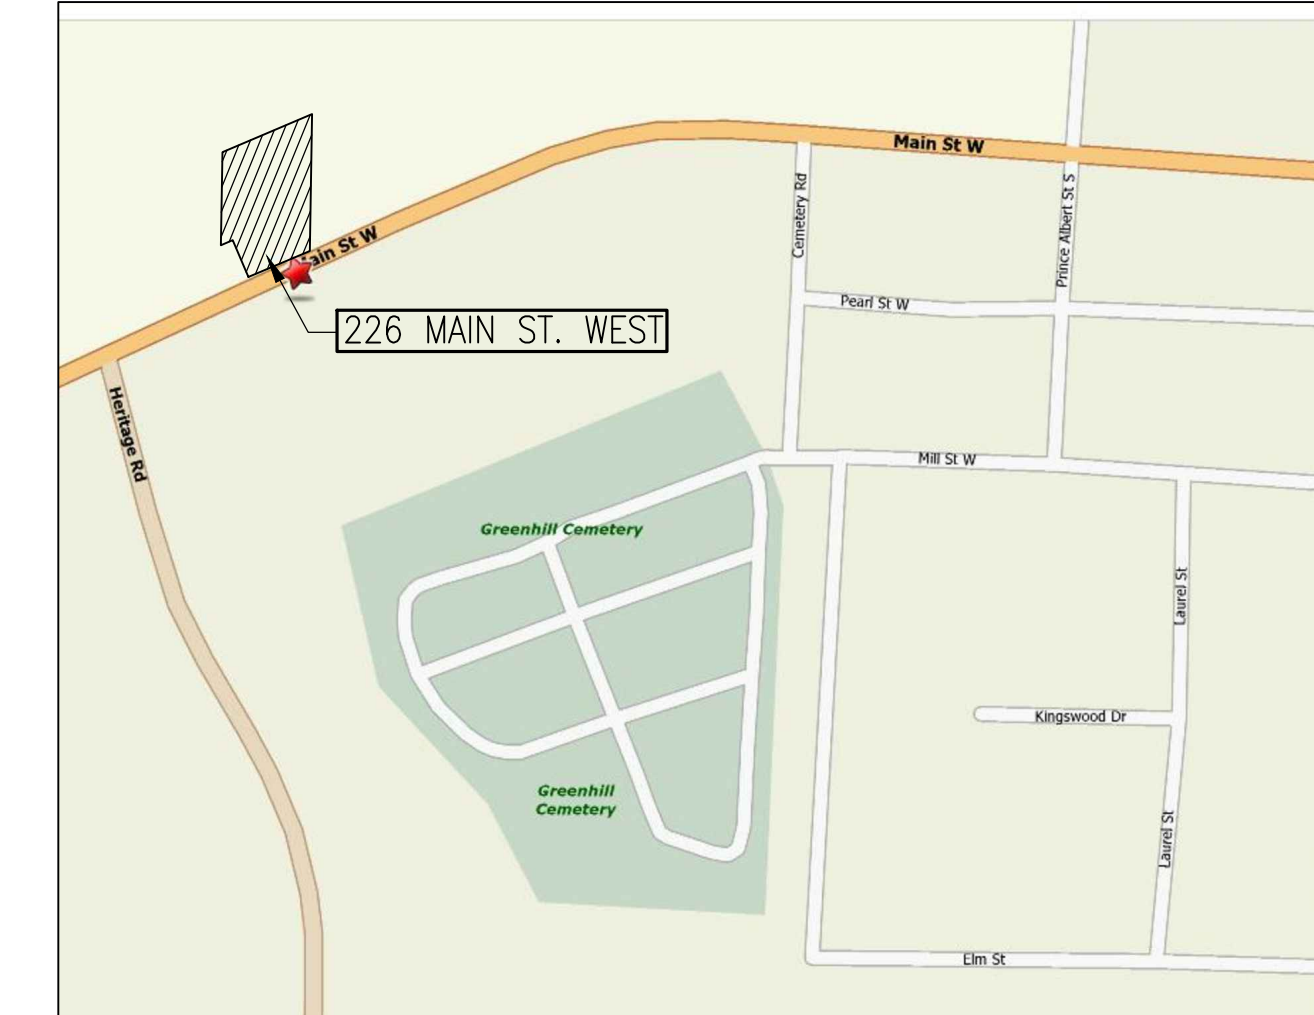 Main St W
Main St W
Cemetery Rd
Prince Albert St S
226 MAIN ST. WEST
Pearl St W
Heritage Rd
Mill St W
Greenhill Cemetery
Laurel St
Kingswood Dr
Greenhill
Cemetery
Laurel St
Elm St